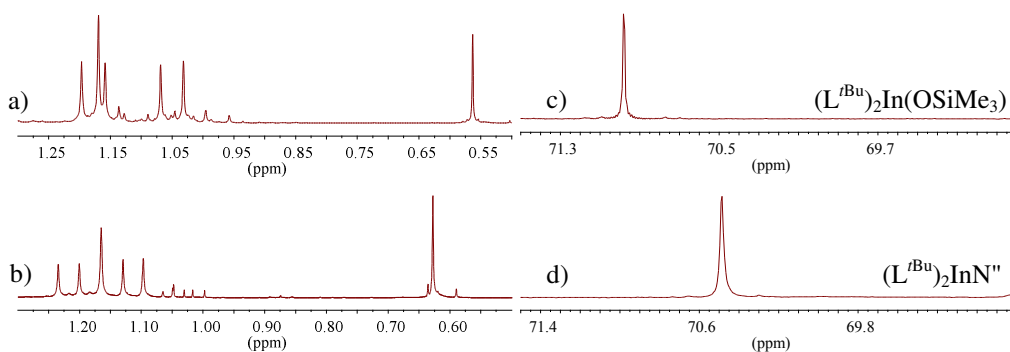 a)
1.25 1.15 1.05 0.95 0.85 0.75 0.65 0.55
(ppm)
c)
(L^tBu)₂In(OSiMe₃)
71.3 70.5 69.7
(ppm)
b)
1.20 1.10 1.00 0.90 0.80 0.70 0.60
(ppm)
d)
(L^tBu)₂InN"
71.4 70.6 69.8
(ppm)